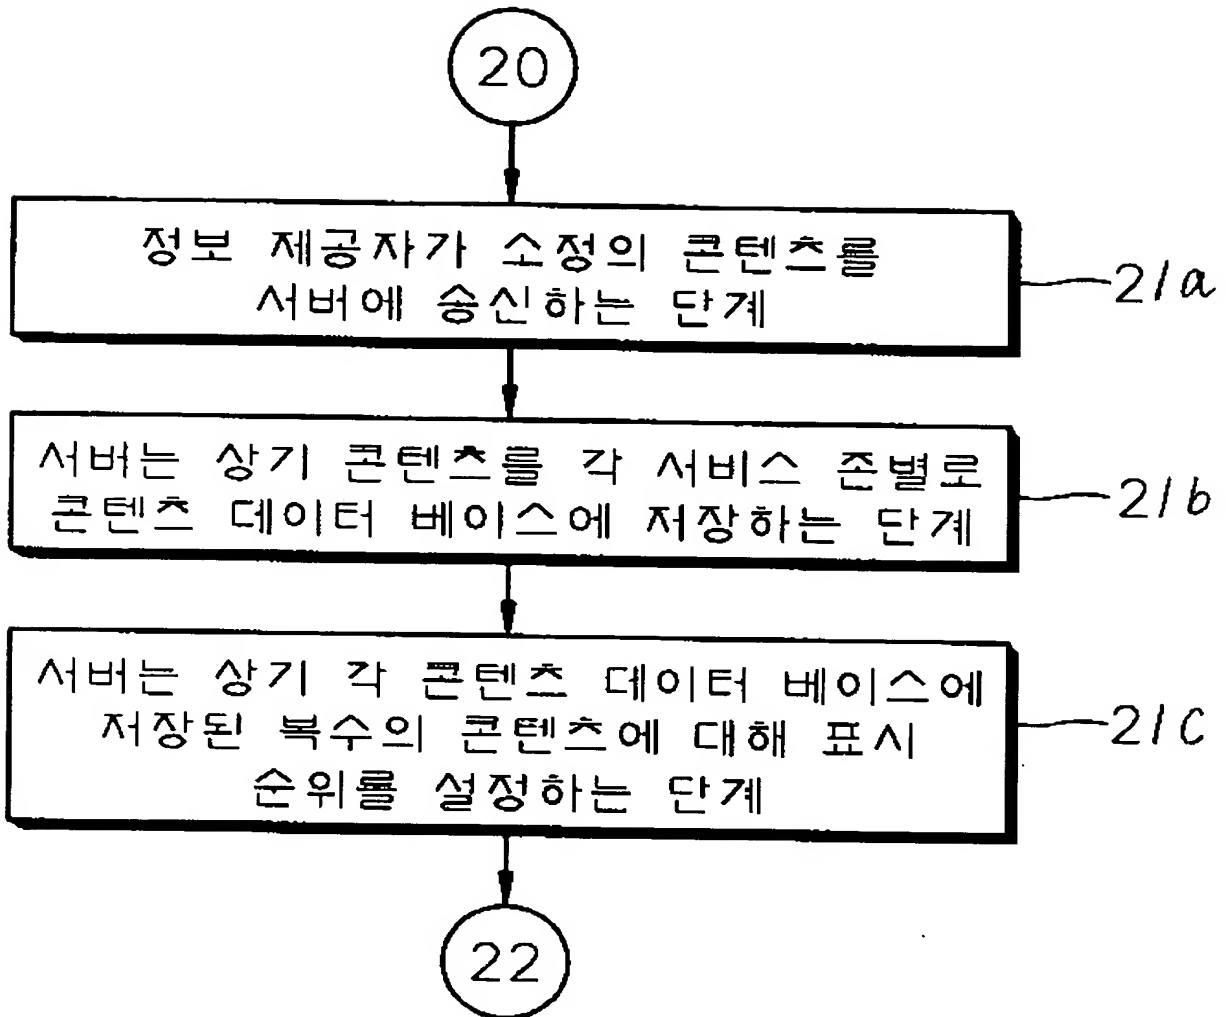 20
정보 제공자가 소정의 콘텐츠를
서버에 송신하는 단계
21a
서버는 상기 콘텐츠를 각 서비스 존별로
콘텐츠 데이터 베이스에 저장하는 단계
21b
서버는 상기 각 콘텐츠 데이터 베이스에
저장된 복수의 콘텐츠에 대해 표시
순위를 설정하는 단계
21c
22